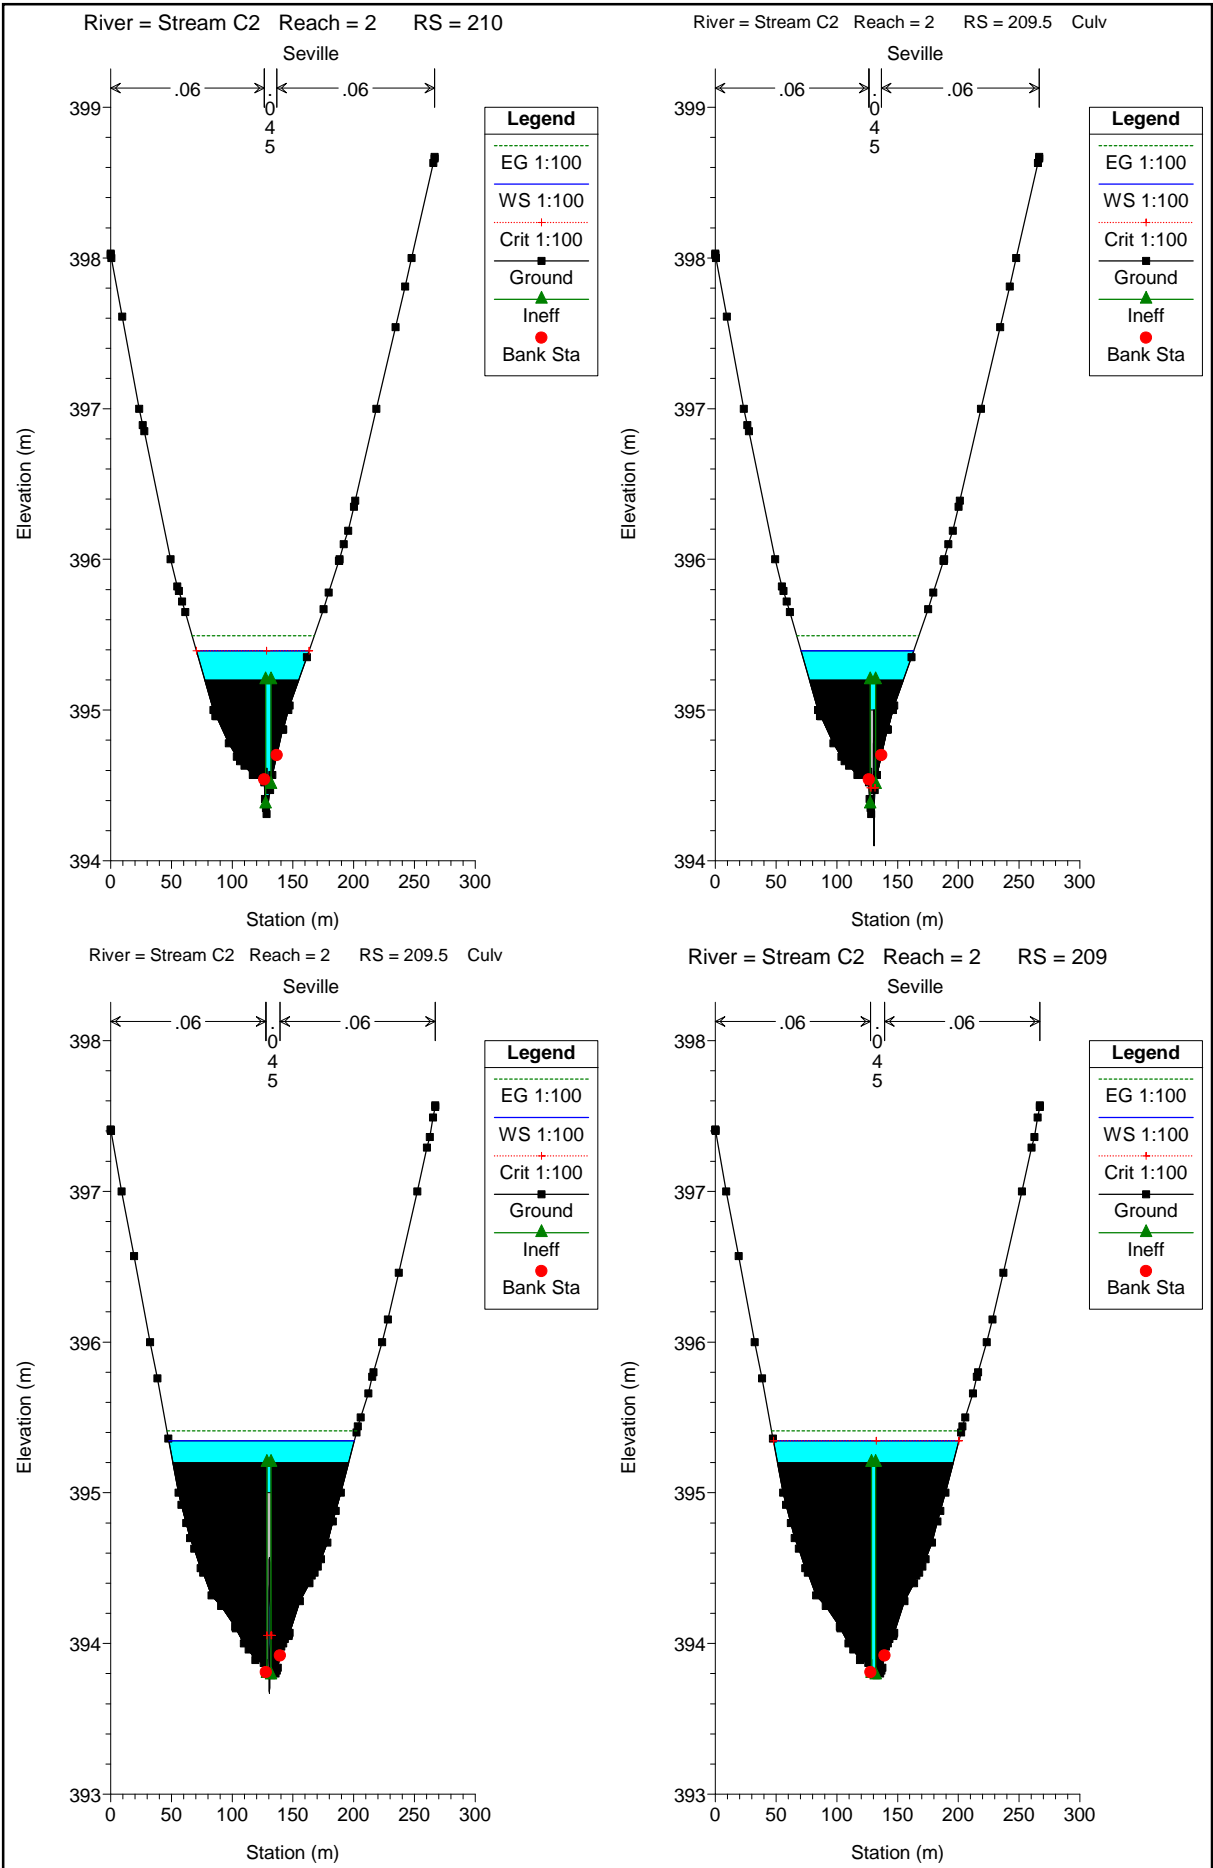 River = Stream C2 Reach = 2 RS = 210
Seville
.06
.
0
4
5
.06
399
398
397
396
395
394
0 50 100 150 200 250 300
Elevation (m)
Station (m)
Legend
EG 1:100
WS 1:100
Crit 1:100
Ground
Ineff
Bank Sta
River = Stream C2 Reach = 2 RS = 209.5 Culv
Seville
.06
.
0
4
5
.06
399
398
397
396
395
394
0 50 100 150 200 250 300
Elevation (m)
Station (m)
Legend
EG 1:100
WS 1:100
Crit 1:100
Ground
Ineff
Bank Sta
River = Stream C2 Reach = 2 RS = 209.5 Culv
Seville
.06
.
0
4
5
.06
398
397
396
395
394
393
0 50 100 150 200 250 300
Elevation (m)
Station (m)
Legend
EG 1:100
WS 1:100
Crit 1:100
Ground
Ineff
Bank Sta
River = Stream C2 Reach = 2 RS = 209
Seville
.06
.
0
4
5
.06
398
397
396
395
394
393
0 50 100 150 200 250 300
Elevation (m)
Station (m)
Legend
EG 1:100
WS 1:100
Crit 1:100
Ground
Ineff
Bank Sta